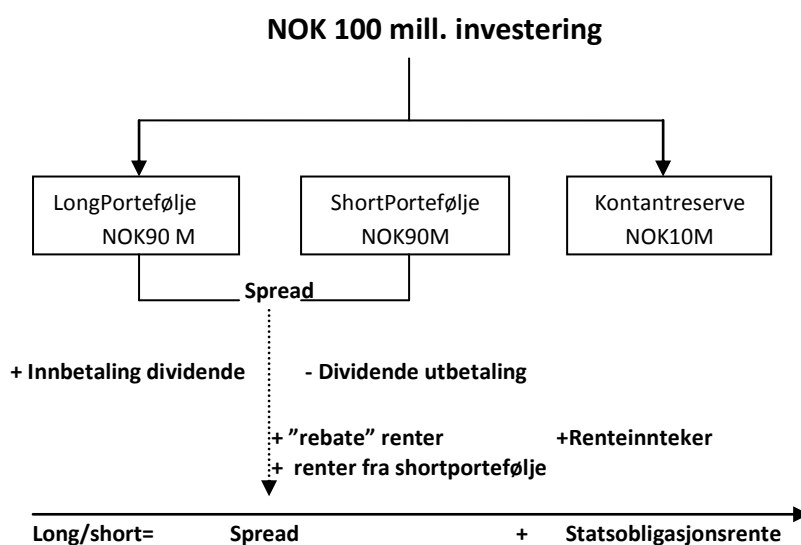 NOK 100 mill. investering
LongPortefølje
NOK90 M
ShortPortefølje
NOK90M
Kontantreserve
NOK10M
Spread
+ Innbetaling dividende
- Dividende utbetaling
+ ”rebate” renter
+Renteinnteker
+ renter fra shortportefølje
Long/short= Spread + Statsobligasjonsrente